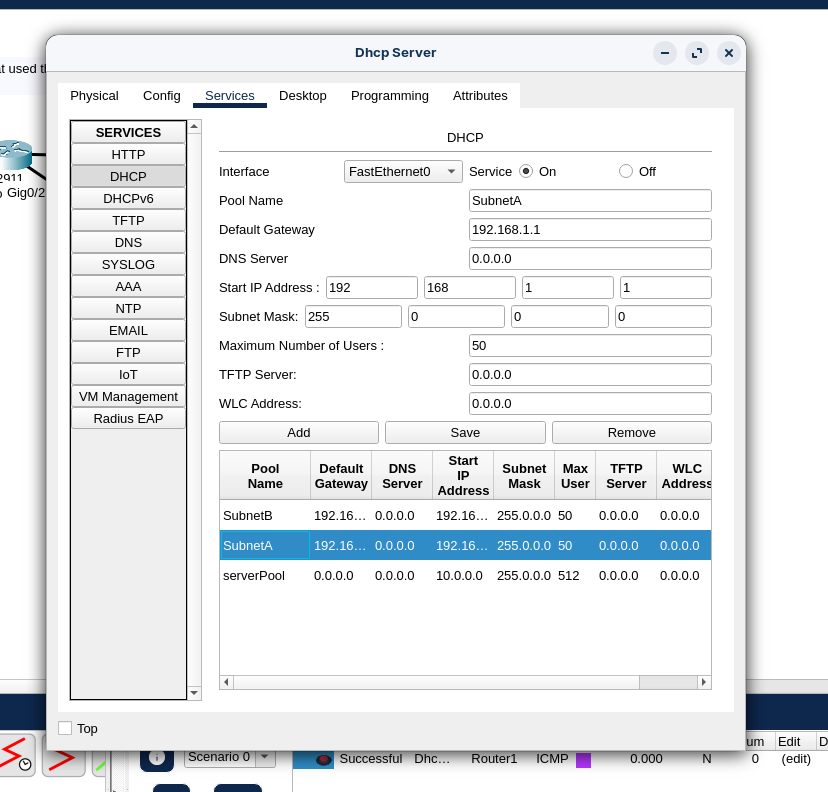 Dhcp Server
at used th
Physical Config Services Desktop Programming Attributes
SERVICES
HTTP
DHCP
DHCPv6
TFTP
DNS
SYSLOG
AAA
NTP
EMAIL
FTP
IoT
VM Management
Radius EAP
2911
Gig0/2
DHCP
Interface FastEthernet0 Service On Off
Pool Name SubnetA
Default Gateway 192.168.1.1
DNS Server 0.0.0.0
Start IP Address : 192 168 1 1
Subnet Mask: 255 0 0 0
Maximum Number of Users : 50
TFTP Server: 0.0.0.0
WLC Address: 0.0.0.0
Add Save Remove
Pool Name Default Gateway DNS Server Start IP Address Subnet Mask Max User TFTP Server WLC Address
SubnetB 192.16... 0.0.0.0 192.16... 255.0.0.0 50 0.0.0.0 0.0.0.0
SubnetA 192.16... 0.0.0.0 192.16... 255.0.0.0 50 0.0.0.0 0.0.0.0
serverPool 0.0.0.0 0.0.0.0 10.0.0.0 255.0.0.0 512 0.0.0.0 0.0.0.0
Top
um Edit D
Scenario 0 Successful Dhc... Router1 ICMP 0.000 N 0 (edit)